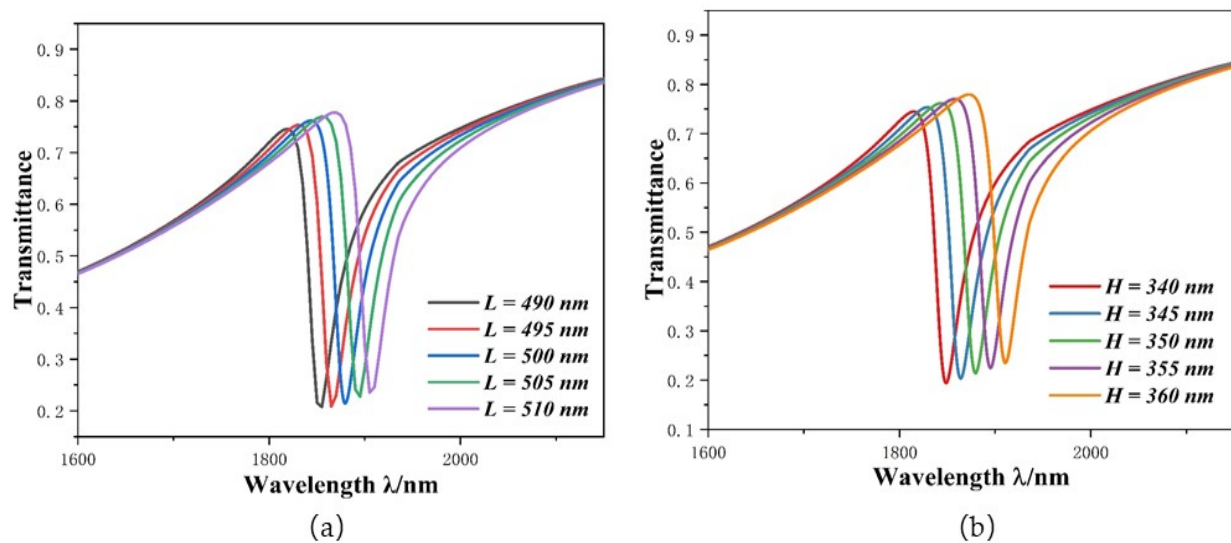 Transmittance
0.9
0.8
0.7
0.6
0.5
0.4
0.3
0.2
L = 490 nm
L = 495 nm
L = 500 nm
L = 505 nm
L = 510 nm
1600
1800
2000
Wavelength λ/nm
(a)
Transmittance
0.9
0.8
0.7
0.6
0.5
0.4
0.3
0.2
0.1
H = 340 nm
H = 345 nm
H = 350 nm
H = 355 nm
H = 360 nm
1600
1800
2000
Wavelength λ/nm
(b)